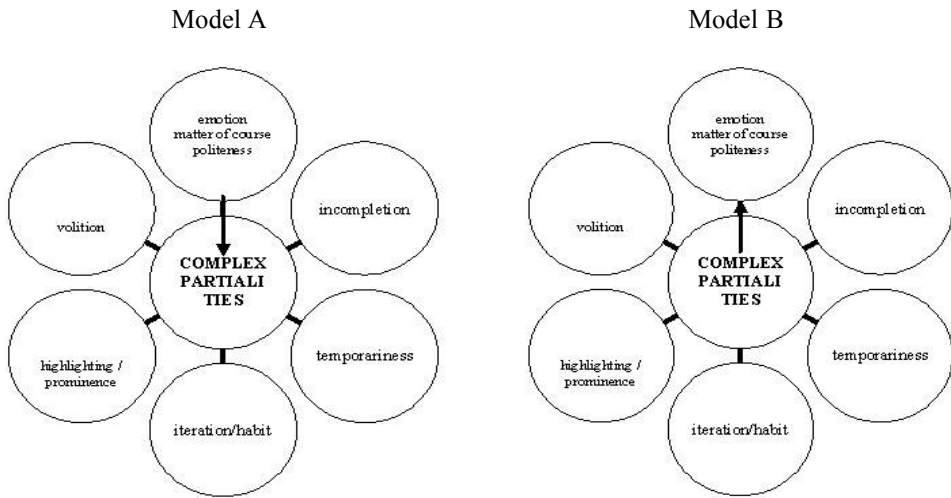 Model A
emotion
matter of course
politeness
volition
incompletion
COMPLEX
PARTIALI
TIES
highlighting /
prominence
temporariness
iteration/habit
Model B
emotion
matter of course
politeness
volition
incompletion
COMPLEX
PARTIALI
TIES
highlighting /
prominence
temporariness
iteration/habit